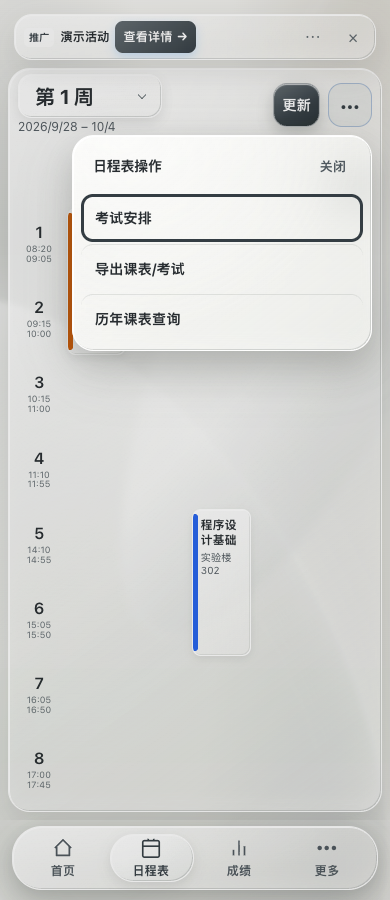 推广 演示活动 查看详情 → ··· ×
第 1 周
更新 •••
2026/9/28 – 10/4
日程表操作 关闭
考试安排
导出课表/考试
历年课表查询
1
08:20
09:05
2
09:15
10:00
3
10:15
11:00
4
11:10
11:55
5
14:10
14:55
程序设
计基础
实验楼
302
6
15:05
15:50
7
16:05
16:50
8
17:00
17:45
首页 日程表 成绩 更多